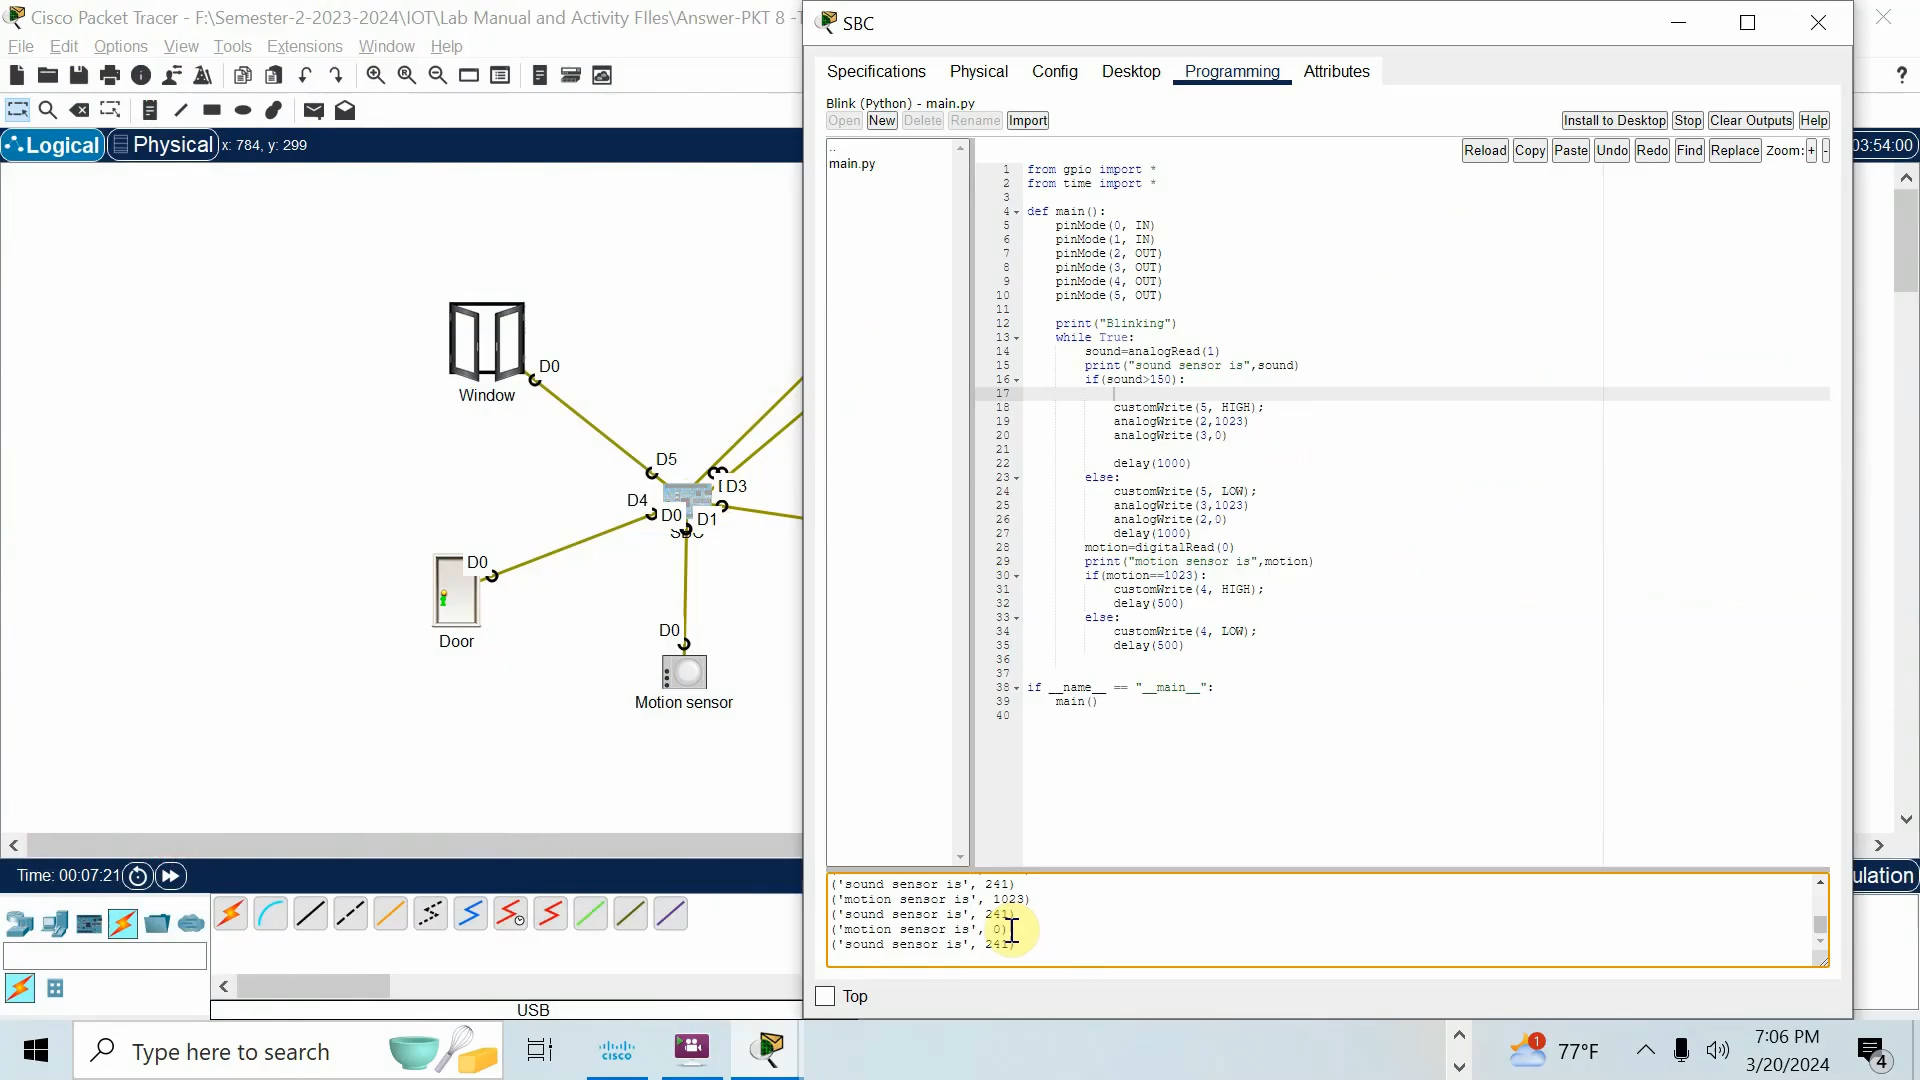 Cisco Packet Tracer - F:\Semester-2-2023-2024\IOT\Lab Manual and Activity FIles\Answer-PKT 8 -
File Edit Options View Tools Extensions Window Help
Logical Physical x: 784, y: 299
03:54:00
D0
Window
D5
D3
D4
D0
D1
D0
Door
D0
Motion sensor
Time: 00:07:21
ulation
USB
SBC
Specifications Physical Config Desktop Programming Attributes
Blink (Python) - main.py
Open New Delete Rename Import
Install to Desktop Stop Clear Outputs Help
..
main.py
Reload Copy Paste Undo Redo Find Replace Zoom: + -
1 from gpio import *
2 from time import *
3
4 def main():
5 pinMode(0, IN)
6 pinMode(1, IN)
7 pinMode(2, OUT)
8 pinMode(3, OUT)
9 pinMode(4, OUT)
10 pinMode(5, OUT)
11
12 print("Blinking")
13 while True:
14 sound=analogRead(1)
15 print("sound sensor is",sound)
16 if(sound>150):
17
18 customWrite(5, HIGH);
19 analogWrite(2,1023)
20 analogWrite(3,0)
21
22 delay(1000)
23 else:
24 customWrite(5, LOW);
25 analogWrite(3,1023)
26 analogWrite(2,0)
27 delay(1000)
28 motion=digitalRead(0)
29 print("motion sensor is",motion)
30 if(motion==1023):
31 customWrite(4, HIGH);
32 delay(500)
33 else:
34 customWrite(4, LOW);
35 delay(500)
36
37
38 if __name__ == "__main__":
39 main()
40
('sound sensor is', 241)
('motion sensor is', 1023)
('sound sensor is', 241)
('motion sensor is', 0)
('sound sensor is', 241)
Top
Type here to search
cisco
1
77°F
7:06 PM
3/20/2024
4